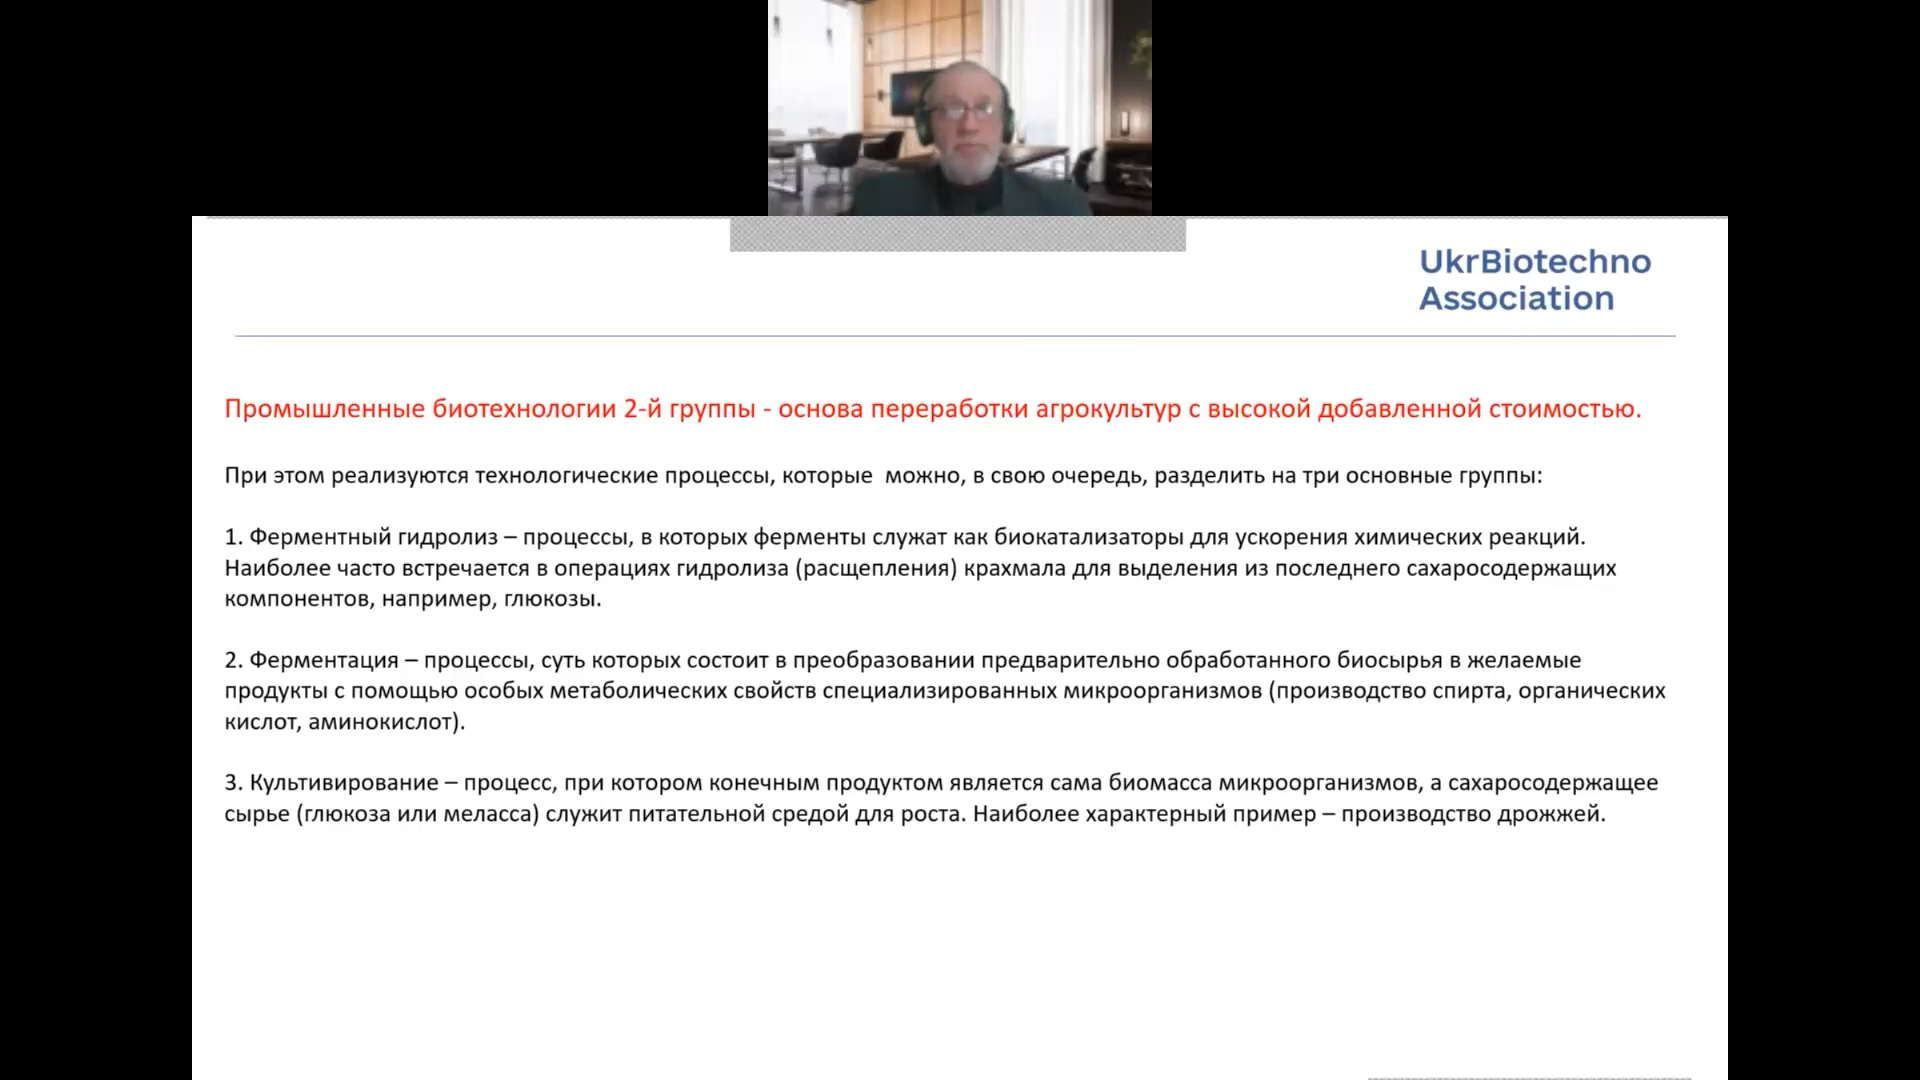 UkrBiotechno
Association
Промышленные биотехнологии 2-й группы - основа переработки агрокультур с высокой добавленной стоимостью.
При этом реализуются технологические процессы, которые  можно, в свою очередь, разделить на три основные группы:
1. Ферментный гидролиз – процессы, в которых ферменты служат как биокатализаторы для ускорения химических реакций.
Наиболее часто встречается в операциях гидролиза (расщепления) крахмала для выделения из последнего сахаросодержащих
компонентов, например, глюкозы.
2. Ферментация – процессы, суть которых состоит в преобразовании предварительно обработанного биосырья в желаемые
продукты с помощью особых метаболических свойств специализированных микроорганизмов (производство спирта, органических
кислот, аминокислот).
3. Культивирование – процесс, при котором конечным продуктом является сама биомасса микроорганизмов, а сахаросодержащее
сырье (глюкоза или меласса) служит питательной средой для роста. Наиболее характерный пример – производство дрожжей.